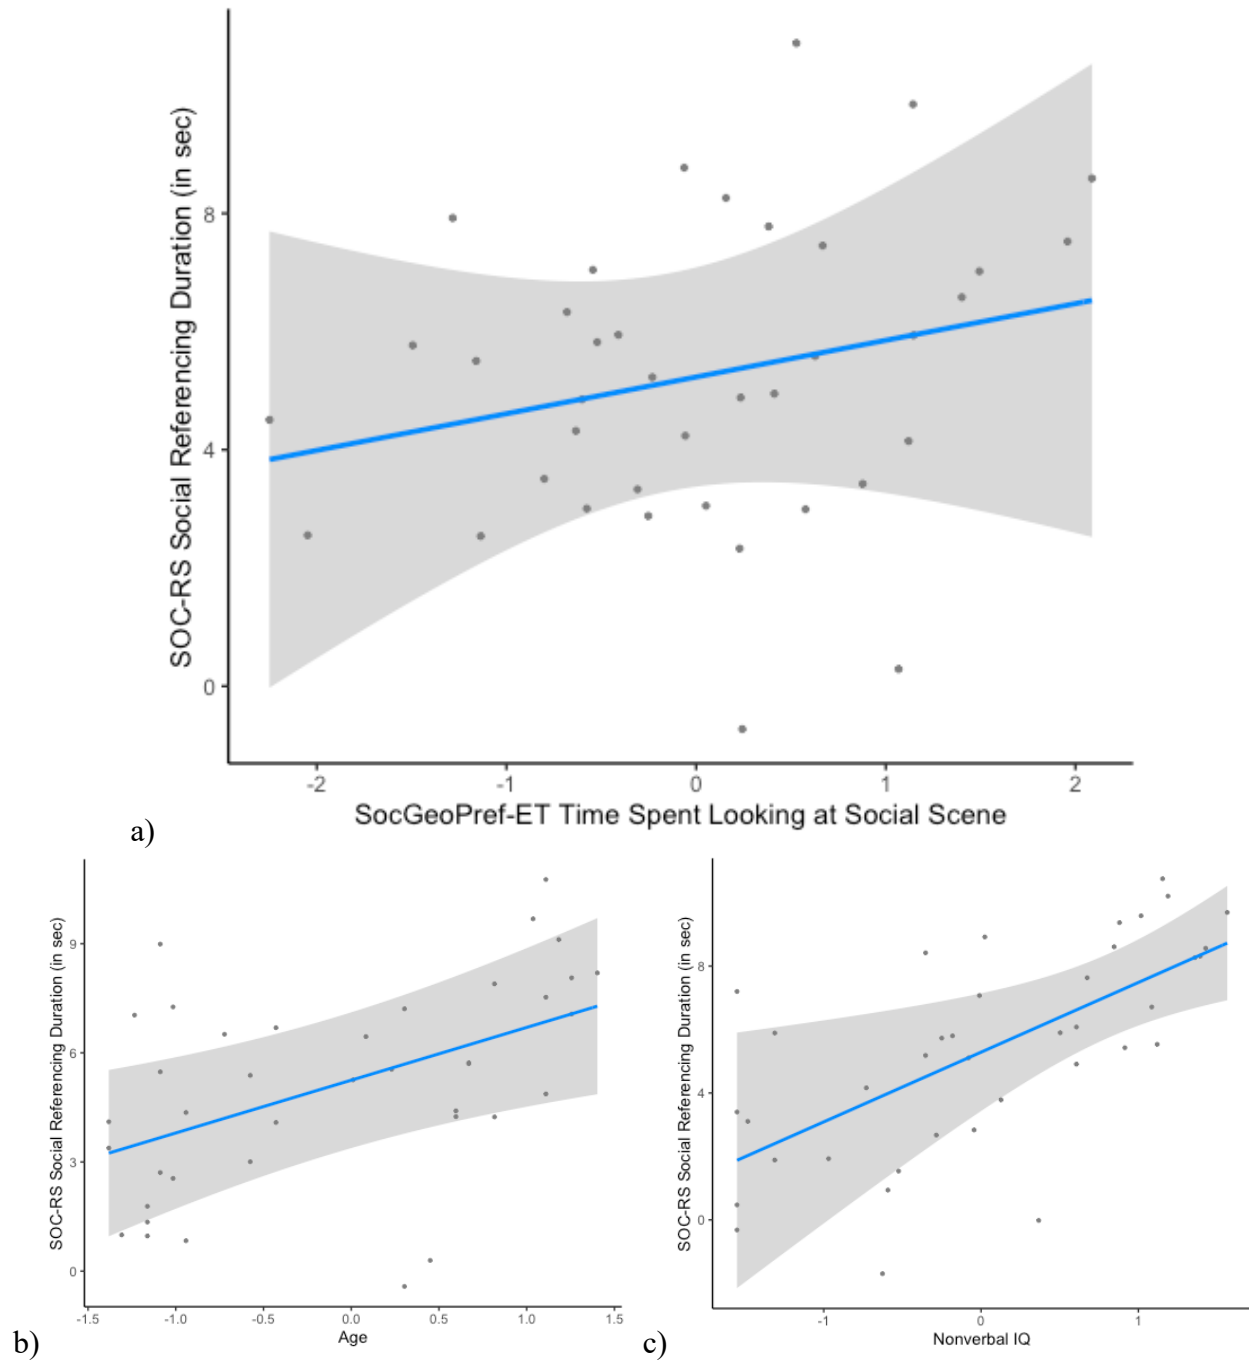 SOC-RS Social Referencing Duration (in sec)
8
4
0
-2 -1 0 1 2
SocGeoPref-ET Time Spent Looking at Social Scene
a)
SOC-RS Social Referencing Duration (in sec)
9
6
3
0
-1.5 -1.0 -0.5 0.0 0.5 1.0 1.5
Age
b)
SOC-RS Social Referencing Duration (in sec)
8
4
0
-1 0 1
Nonverbal IQ
c)